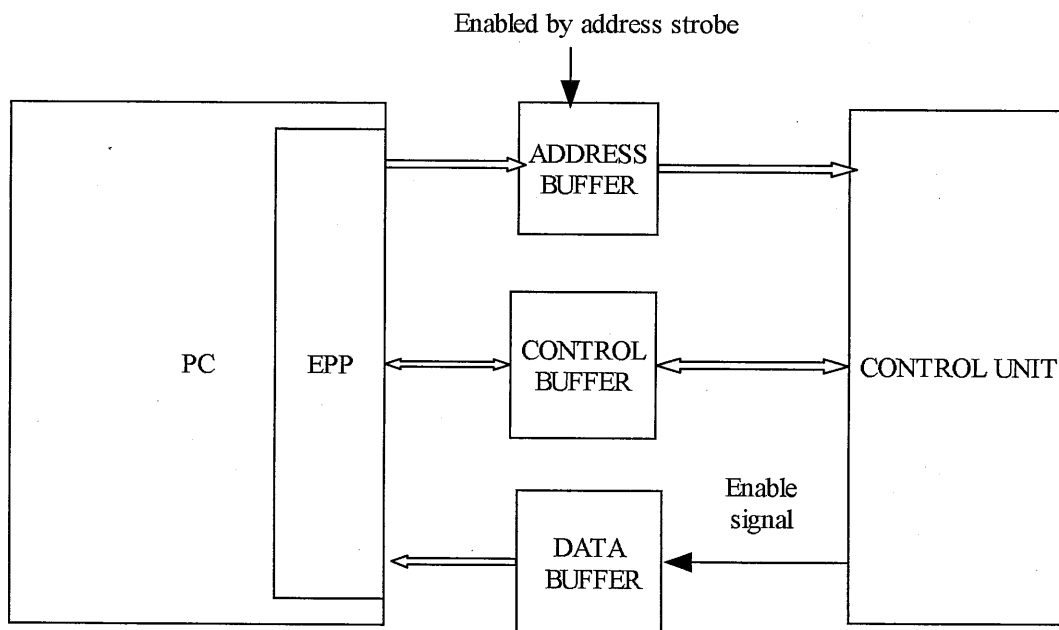 Enabled by address strobe
ADDRESS
BUFFER
PC
EPP
CONTROL
BUFFER
CONTROL UNIT
Enable
signal
DATA
BUFFER